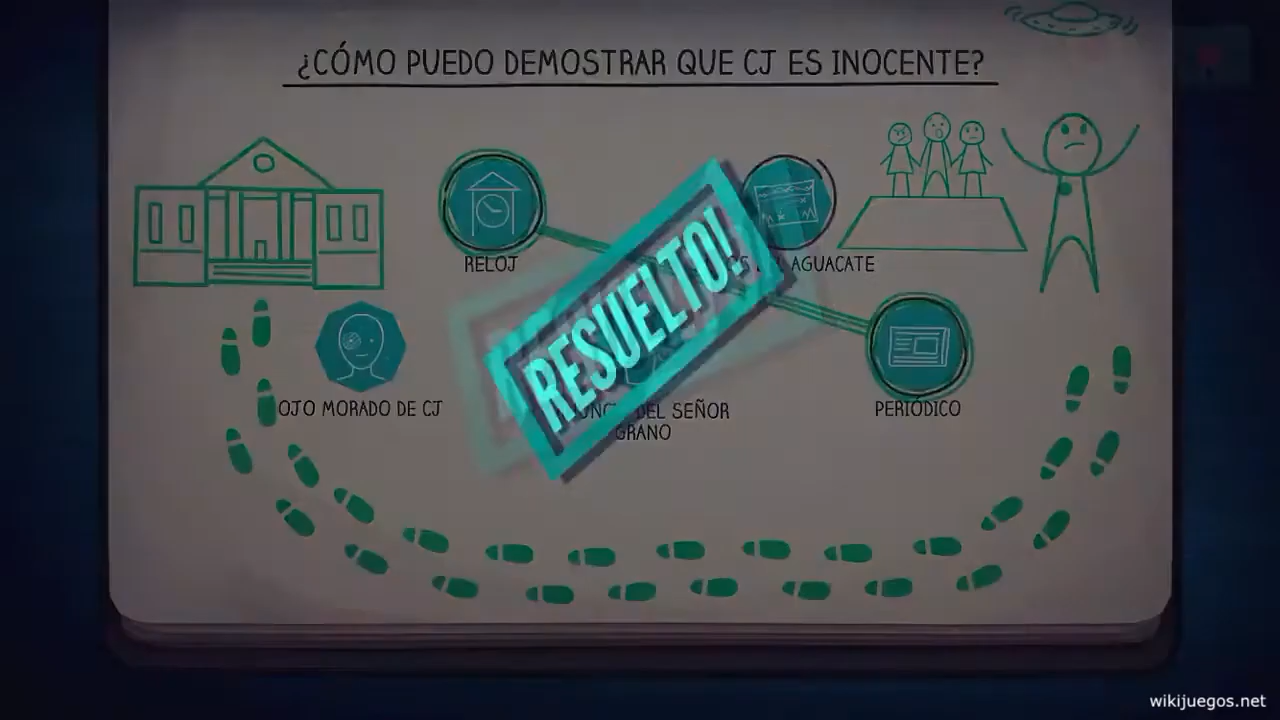 ¿CÓMO PUEDO DEMOSTRAR QUE CJ ES INOCENTE?
RELOJ
AGUACATE
RESUELTO!
OJO MORADO DE CJ
DEL SEÑOR
GRANO
PERIÓDICO
wikijuegos.net